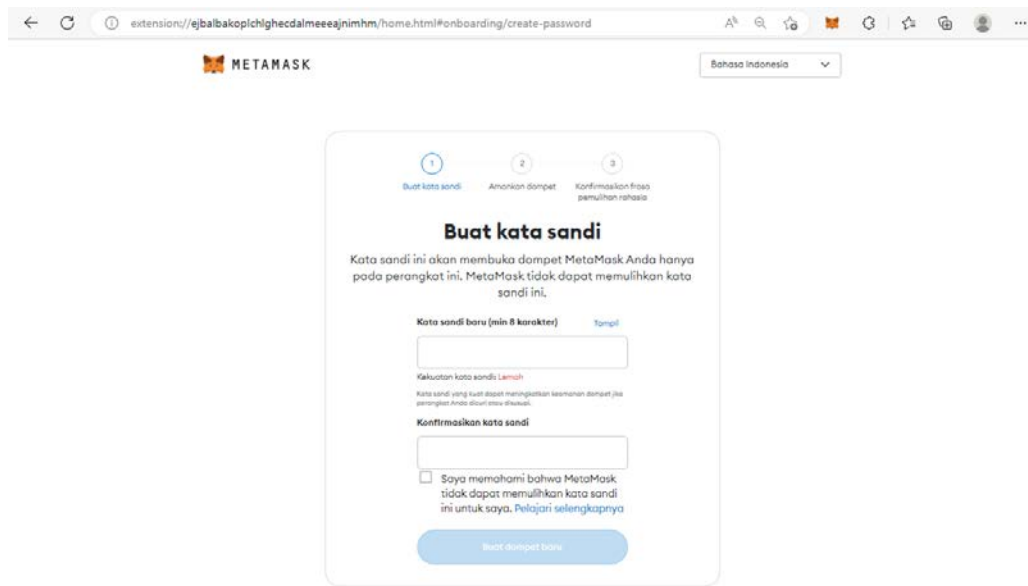 extension://ejbalbakoplchlghecdalmeeeajnimhm/home.html#onboarding/create-password
METAMASK
Bahasa Indonesia
1 2 3
Buat kata sandi Amankan dompet Konfirmasikan frasa
pemulihan rahasia
Buat kata sandi
Kata sandi ini akan membuka dompet MetaMask Anda hanya
pada perangkat ini. MetaMask tidak dapat memulihkan kata
sandi ini.
Kata sandi baru (min 8 karakter) Tampil
Kekuatan kata sandi: Lemah
Kata sandi yang kuat dapat meningkatkan keamanan dompet jika
perangkat Anda dicuri atau disusupi.
Konfirmasikan kata sandi
Saya memahami bahwa MetaMask
tidak dapat memulihkan kata sandi
ini untuk saya. Pelajari selengkapnya
Buat dompet baru